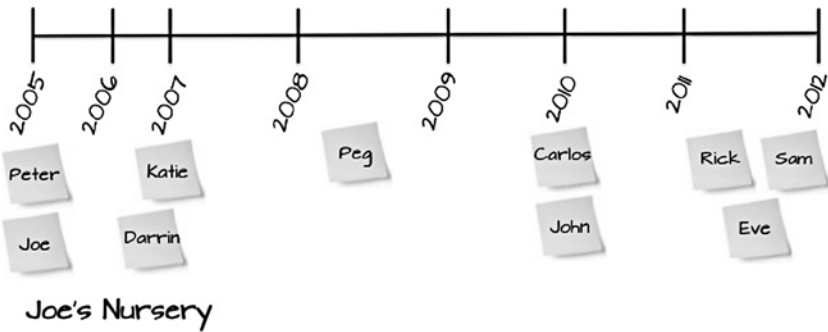 2005 2006 2007 2008 2009 2010 2011 2012
Peter Katie Peg Carlos Rick Sam
Joe Darrin John Eve
Joe's Nursery